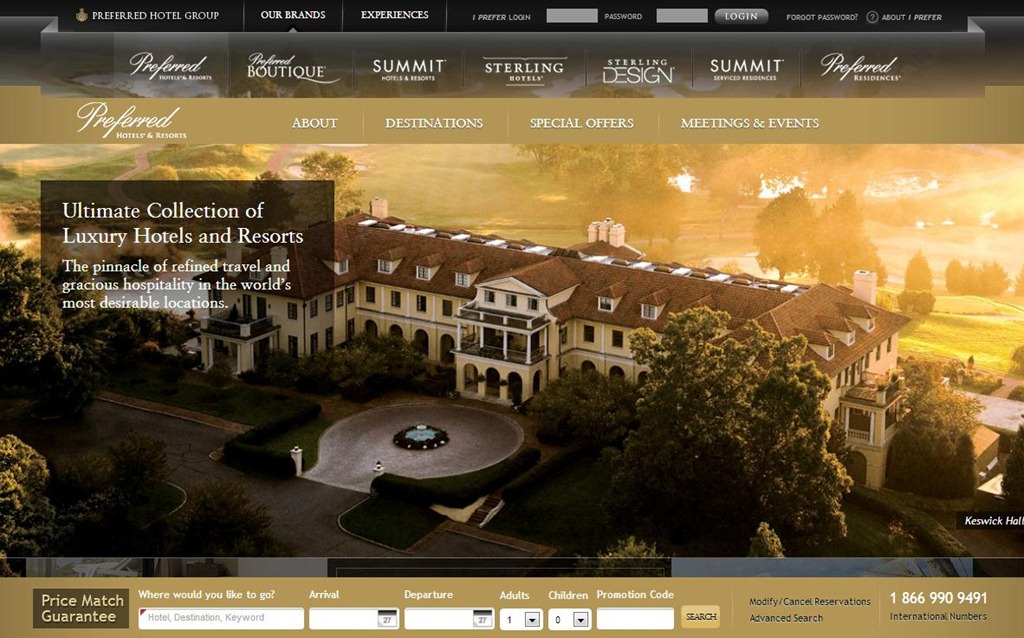 PREFERRED HOTEL GROUP
OUR BRANDS
EXPERIENCES
I PREFER LOGIN
PASSWORD
LOGIN
FORGOT PASSWORD?
? ABOUT I PREFER
Preferred
HOTELS & RESORTS
Preferred
BOUTIQUE
SUMMIT
HOTELS & RESORTS
STERLING
HOTELS
STERLING
DESIGN
SUMMIT
SERVICED RESIDENCES
Preferred
RESIDENCES
Preferred
HOTELS & RESORTS
ABOUT
DESTINATIONS
SPECIAL OFFERS
MEETINGS & EVENTS
Ultimate Collection of
Luxury Hotels and Resorts
The pinnacle of refined travel and
gracious hospitality in the world's
most desirable locations.
Keswick Hall
Price Match
Guarantee
Where would you like to go?
Hotel, Destination, Keyword
Arrival
27
Departure
27
Adults
1
Children
0
Promotion Code
SEARCH
Modify/Cancel Reservations
Advanced Search
1 866 990 9491
International Numbers